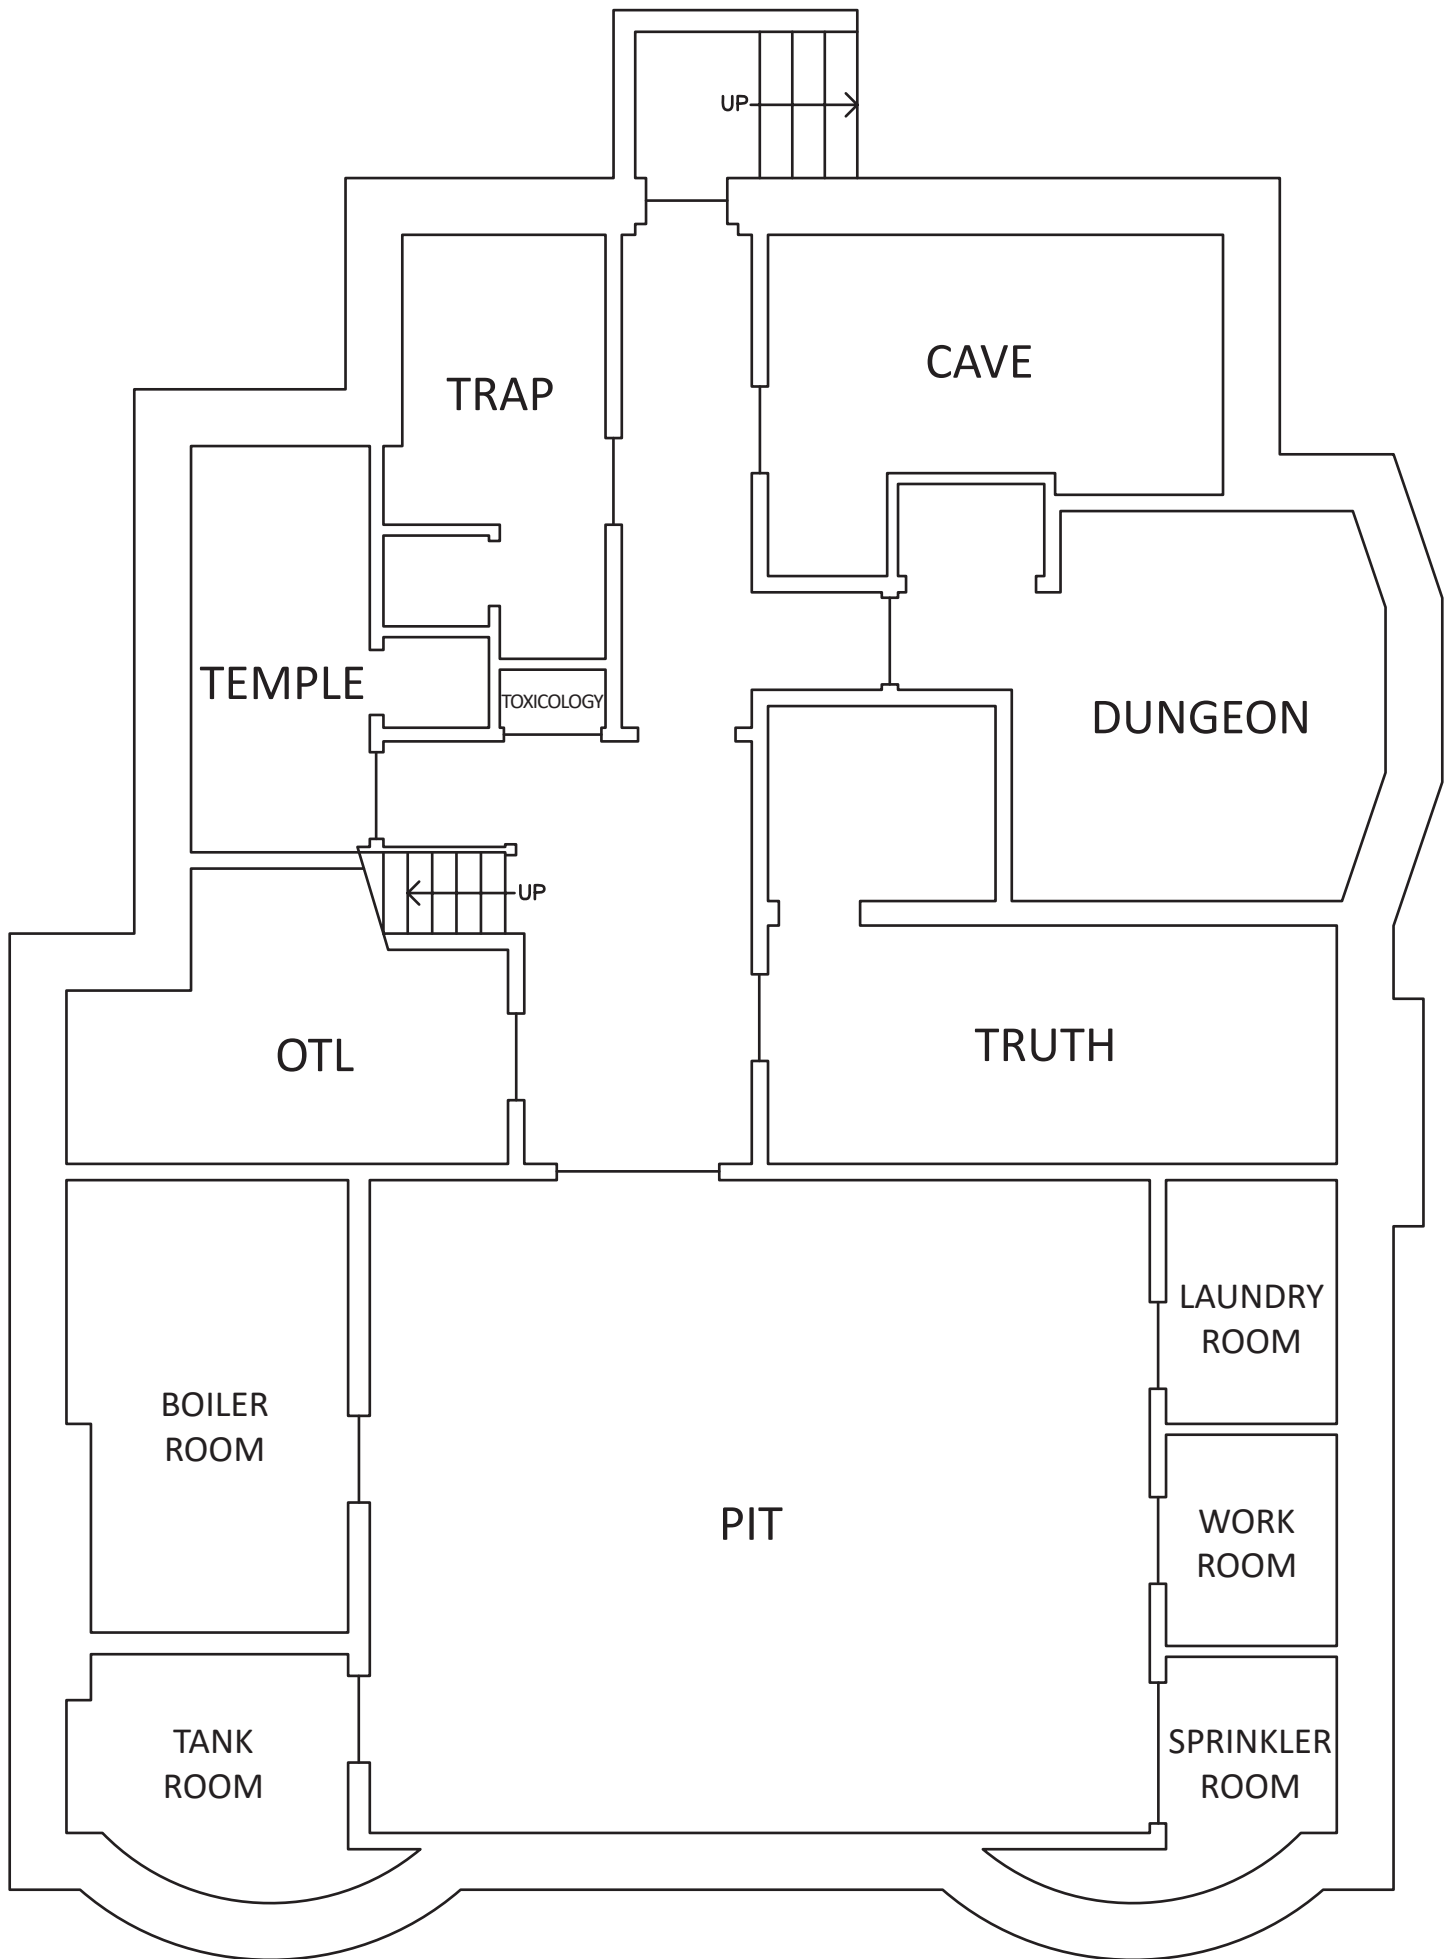 UP
CAVE
TRAP
TEMPLE
TOXICOLOGY
DUNGEON
UP
OTL
TRUTH
LAUNDRY
ROOM
BOILER
ROOM
PIT
WORK
ROOM
TANK
ROOM
SPRINKLER
ROOM